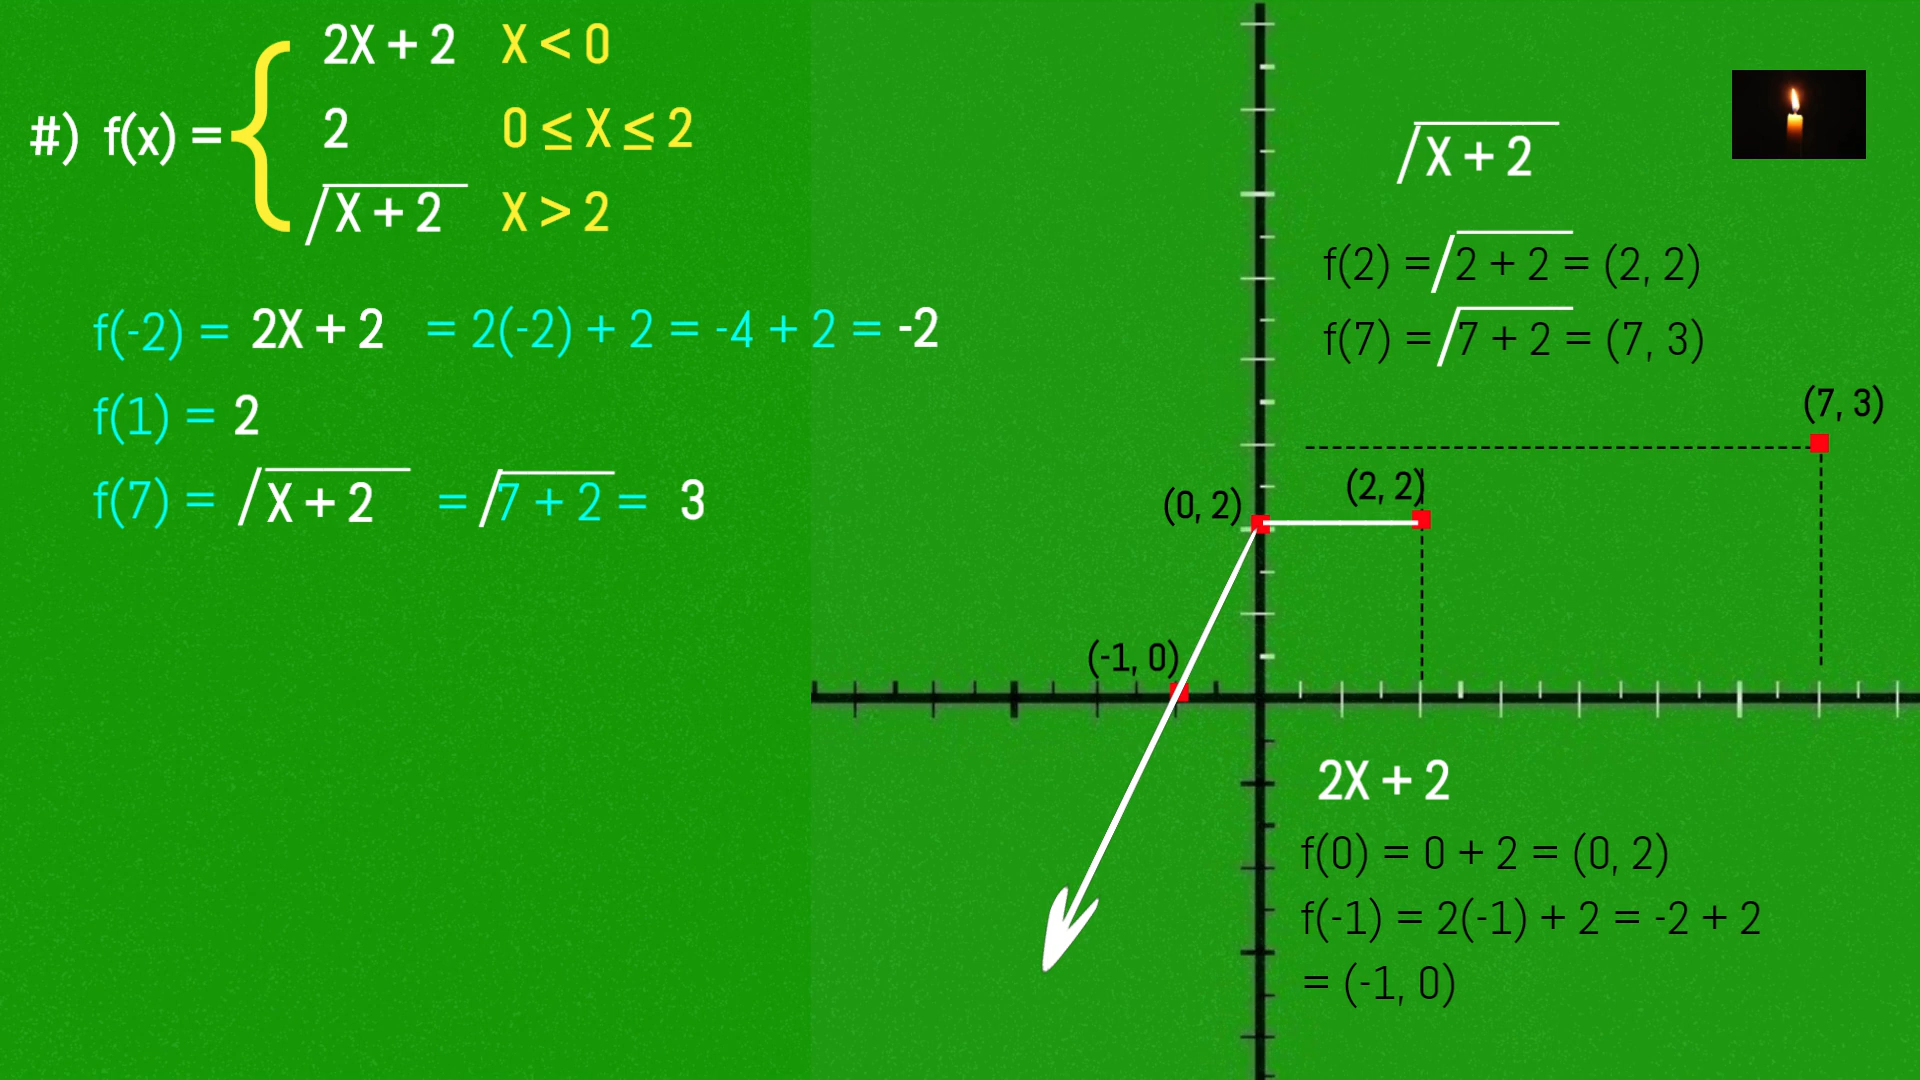 #) f(x) = {
2X + 2 X < 0
2 0 ≤ X ≤ 2
√X + 2 X > 2
f(-2) = 2X + 2 = 2(-2) + 2 = -4 + 2 = -2
f(1) = 2
f(7) = √X + 2 = √7 + 2 = 3
√X + 2
f(2) = √2 + 2 = (2, 2)
f(7) = √7 + 2 = (7, 3)
(7, 3)
(2, 2)
(0, 2)
(-1, 0)
2X + 2
f(0) = 0 + 2 = (0, 2)
f(-1) = 2(-1) + 2 = -2 + 2
= (-1, 0)